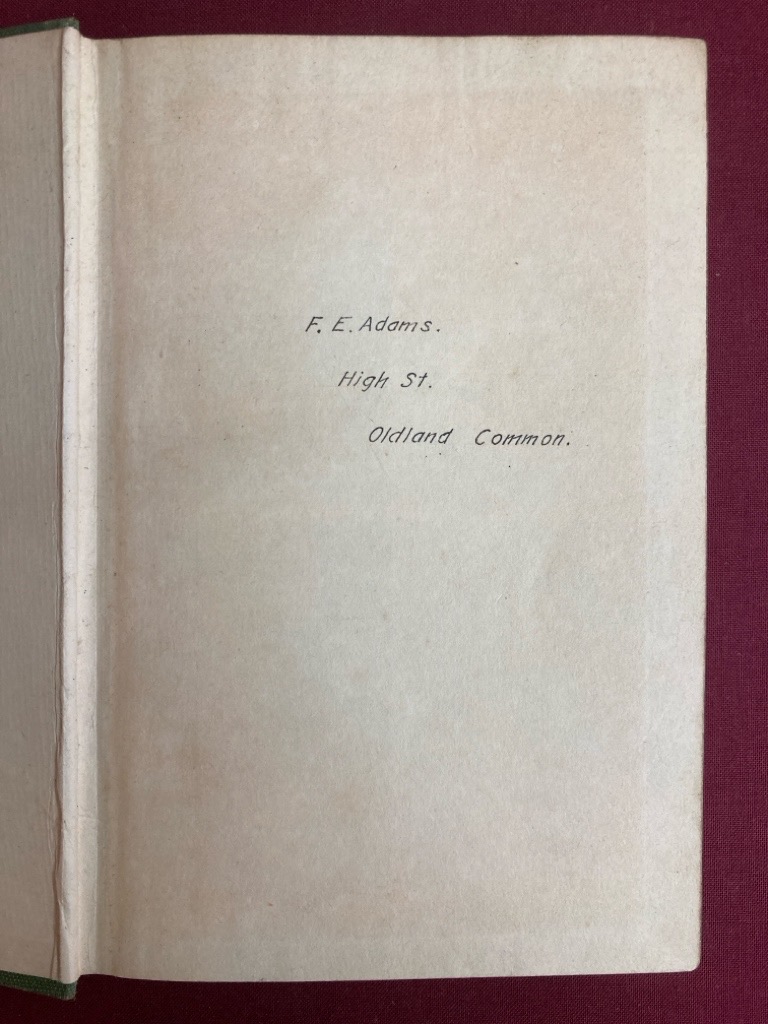 F. E. Adams.
High St.
Oldland Common.